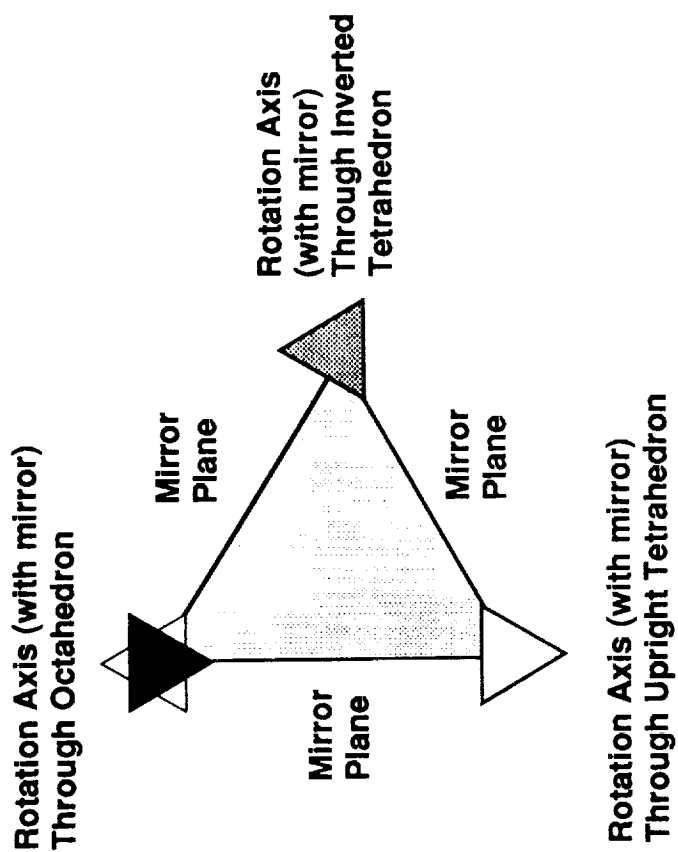 Rotation Axis (with mirror)
Through Octahedron
Mirror
Plane
Rotation Axis
(with mirror)
Through Inverted
Tetrahedron
Mirror
Plane
Mirror
Plane
Rotation Axis (with mirror)
Through Upright Tetrahedron